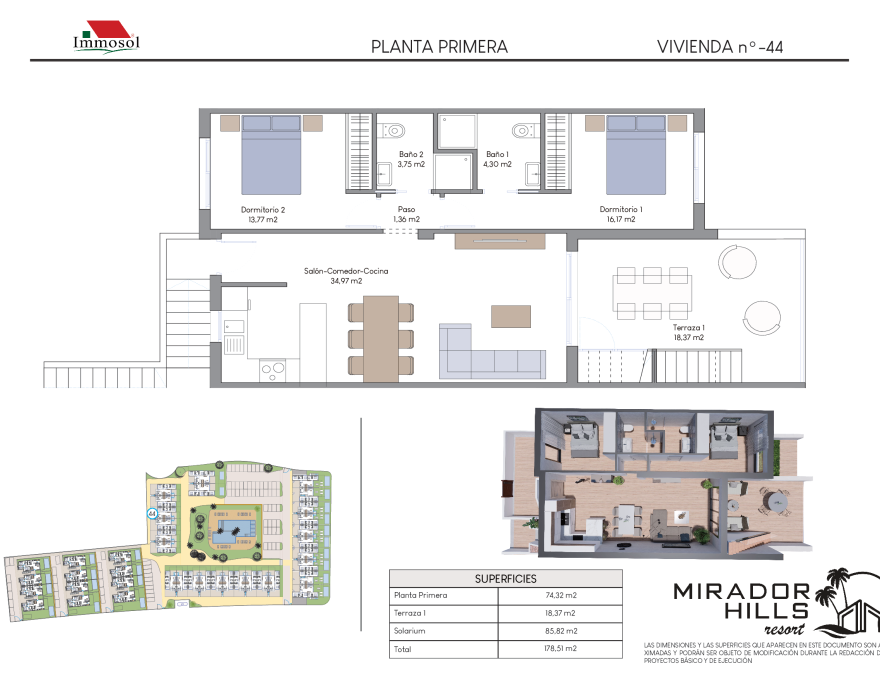 Immosol
PLANTA PRIMERA
VIVIENDA nº-44
Baño 2
3,75 m2
Baño 1
4,30 m2
Dormitorio 2
13,77 m2
Paso
1,36 m2
Dormitorio 1
16,17 m2
Salón-Comedor-Cocina
34,97 m2
Terraza 1
18,37 m2
44
SUPERFICIES
Planta Primera 74,32 m2
Terraza 1 18,37 m2
Solarium 85,82 m2
Total 178,51 m2
MIRADOR
HILLS
resort
LAS DIMENSIONES Y LAS SUPERFICIES QUE APARECEN EN ESTE DOCUMENTO SON A
XIMADAS Y PODRÁN SER OBJETO DE MODIFICACIÓN DURANTE LA REDACCIÓN D
PROYECTOS BÁSICO Y DE EJECUCIÓN